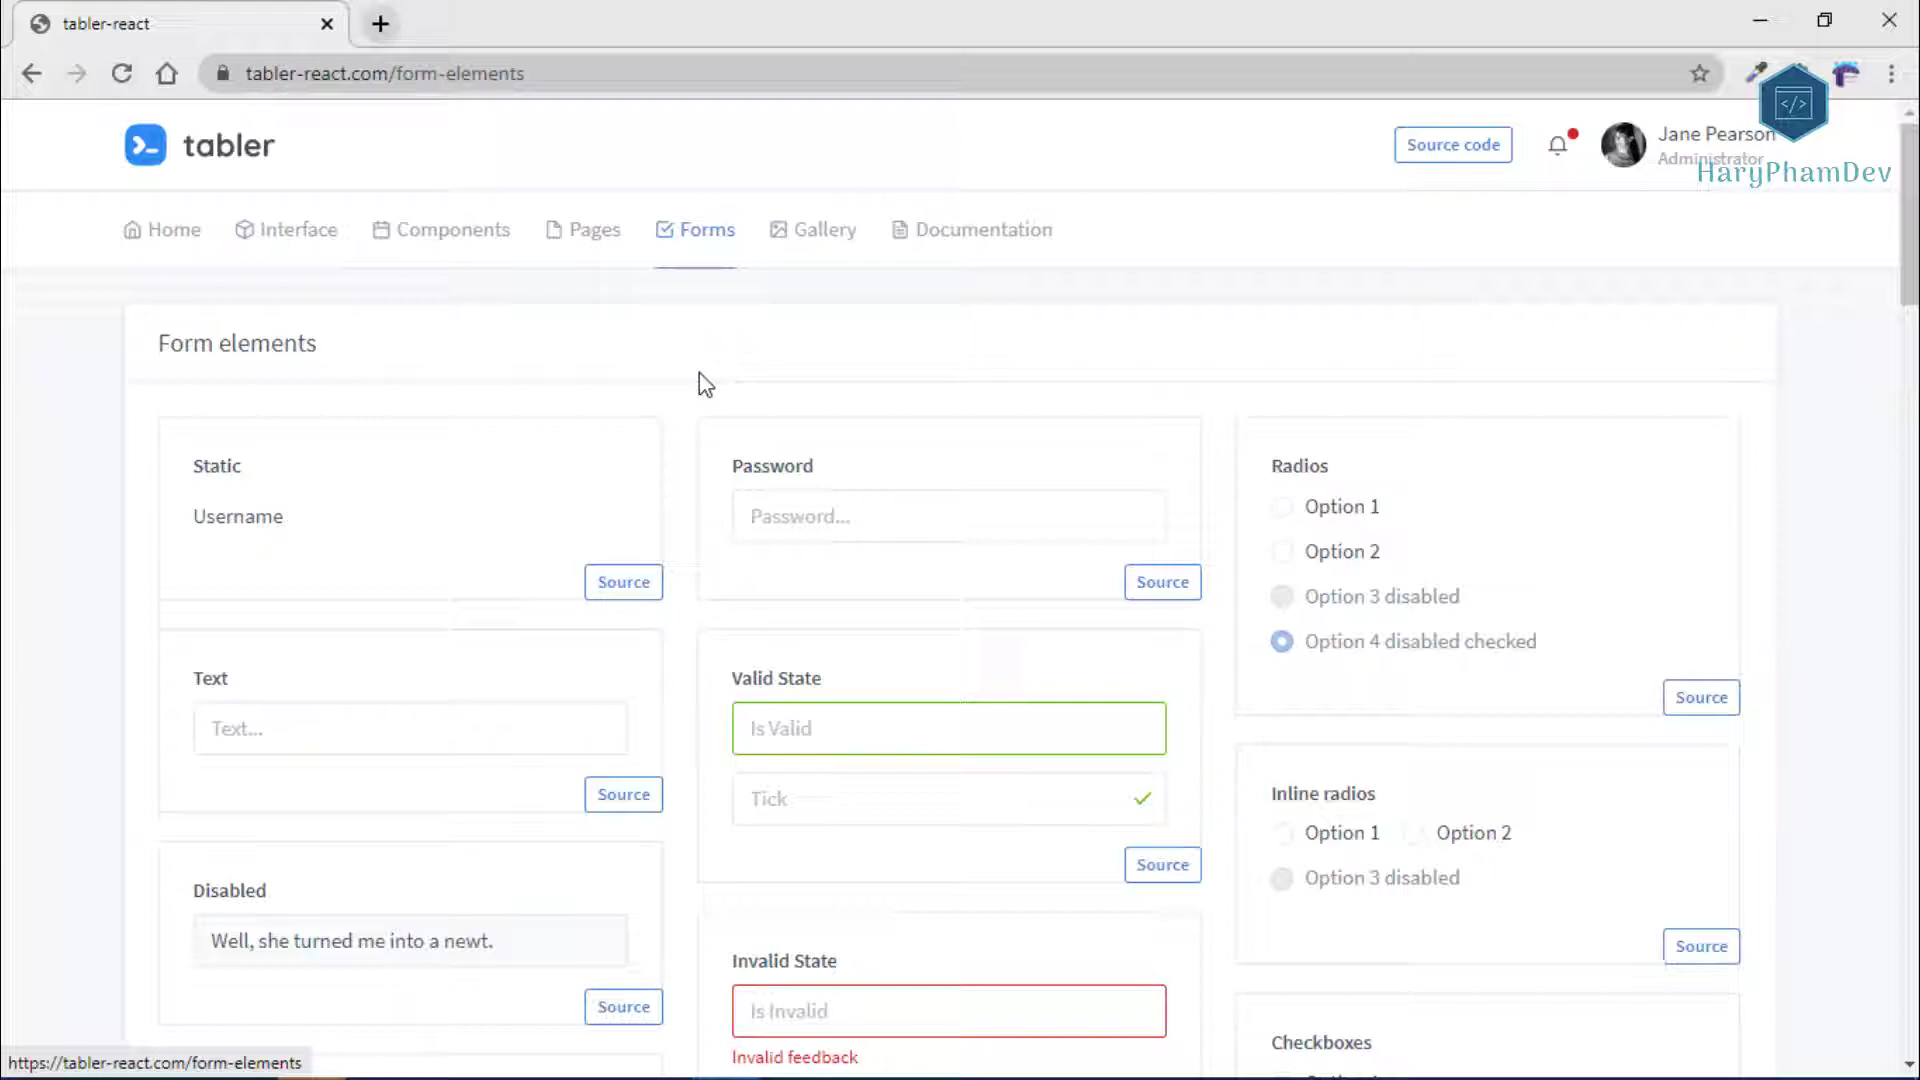 tabler-react
tabler-react.com/form-elements
tabler
Source code
Jane Pearson
Administrator
HaryPhamDev
Home
Interface
Components
Pages
Forms
Gallery
Documentation
Form elements
Static
Username
Source
Text
Text...
Source
Disabled
Well, she turned me into a newt.
Source
Password
Password...
Source
Valid State
Is Valid
Tick
Source
Invalid State
Is Invalid
Invalid feedback
Radios
Option 1
Option 2
Option 3 disabled
Option 4 disabled checked
Source
Inline radios
Option 1 Option 2
Option 3 disabled
Source
Checkboxes
https://tabler-react.com/form-elements